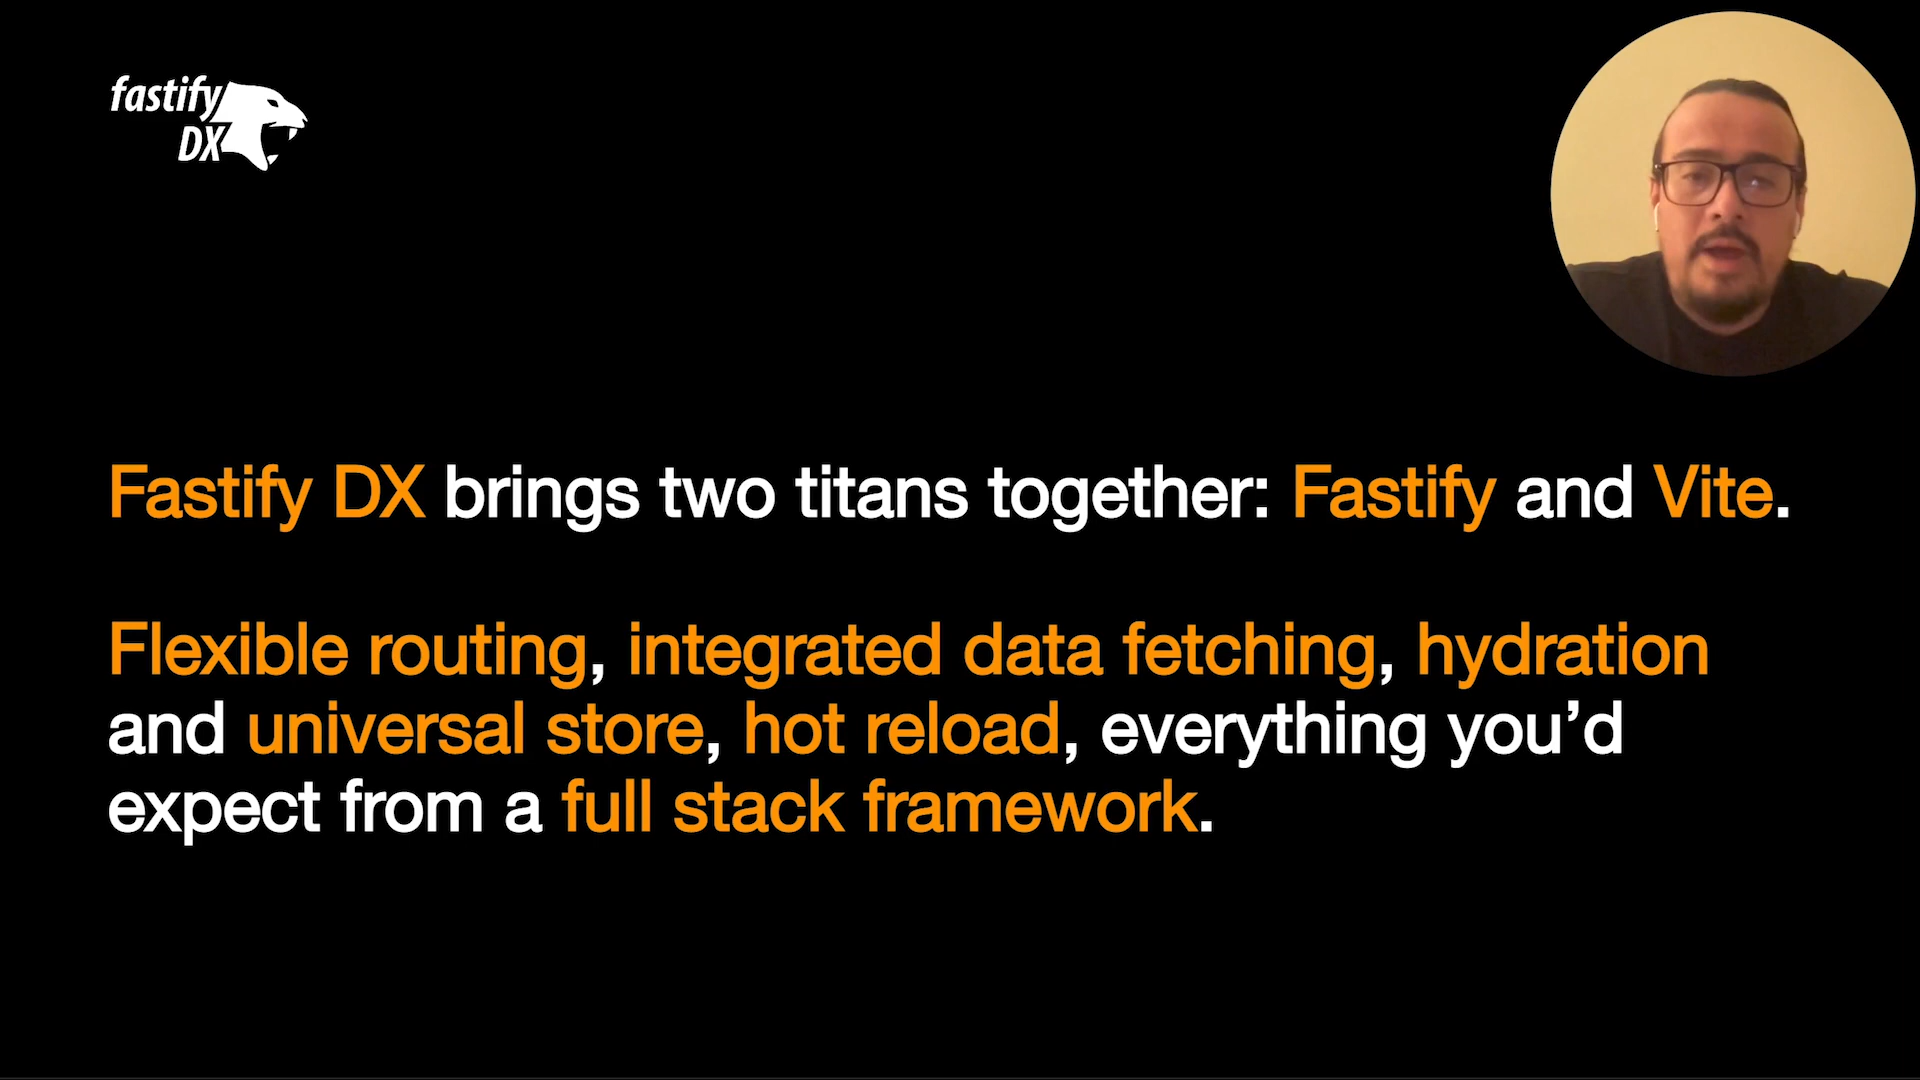 fastify
DX
Fastify DX brings two titans together: Fastify and Vite.
Flexible routing, integrated data fetching, hydration
and universal store, hot reload, everything you’d
expect from a full stack framework.